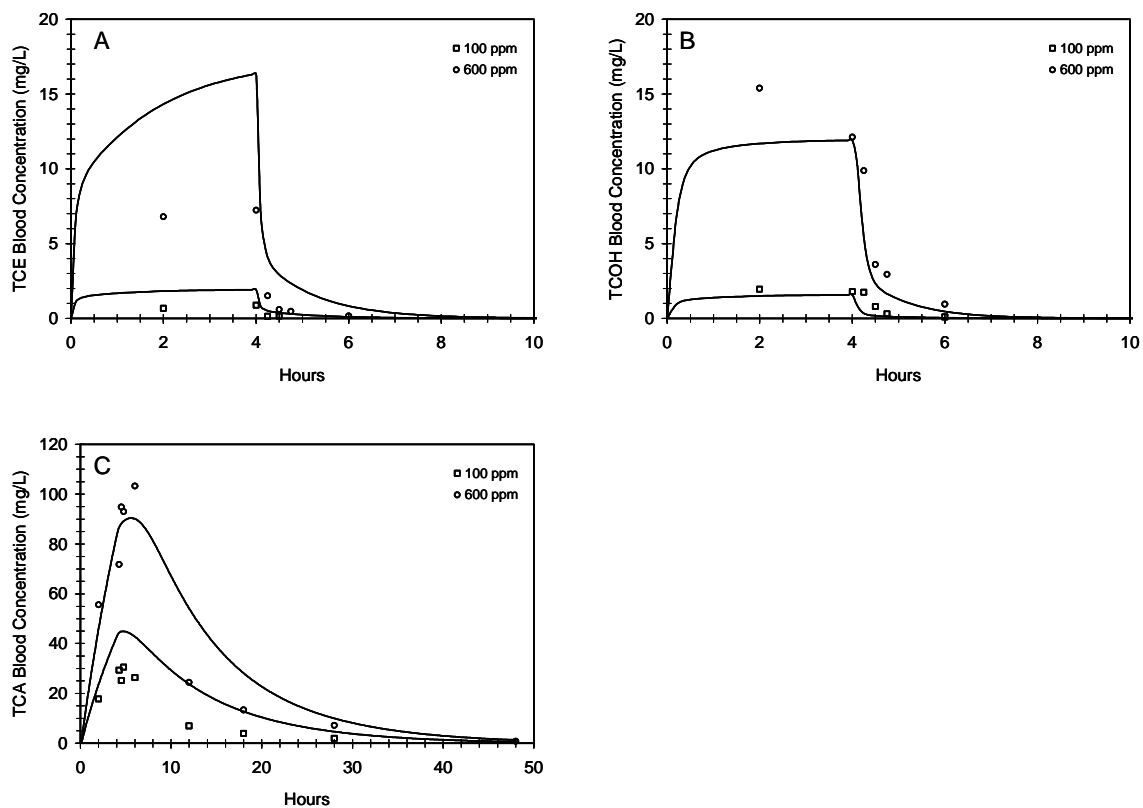 A
TCE Blood Concentration (mg/L)
20
15
10
5
0
100 ppm
600 ppm
0 2 4 6 8 10
Hours
B
TCOH Blood Concentration (mg/L)
20
15
10
5
0
100 ppm
600 ppm
0 2 4 6 8 10
Hours
C
TCA Blood Concentration (mg/L)
120
100
80
60
40
20
0
100 ppm
600 ppm
0 10 20 30 40 50
Hours